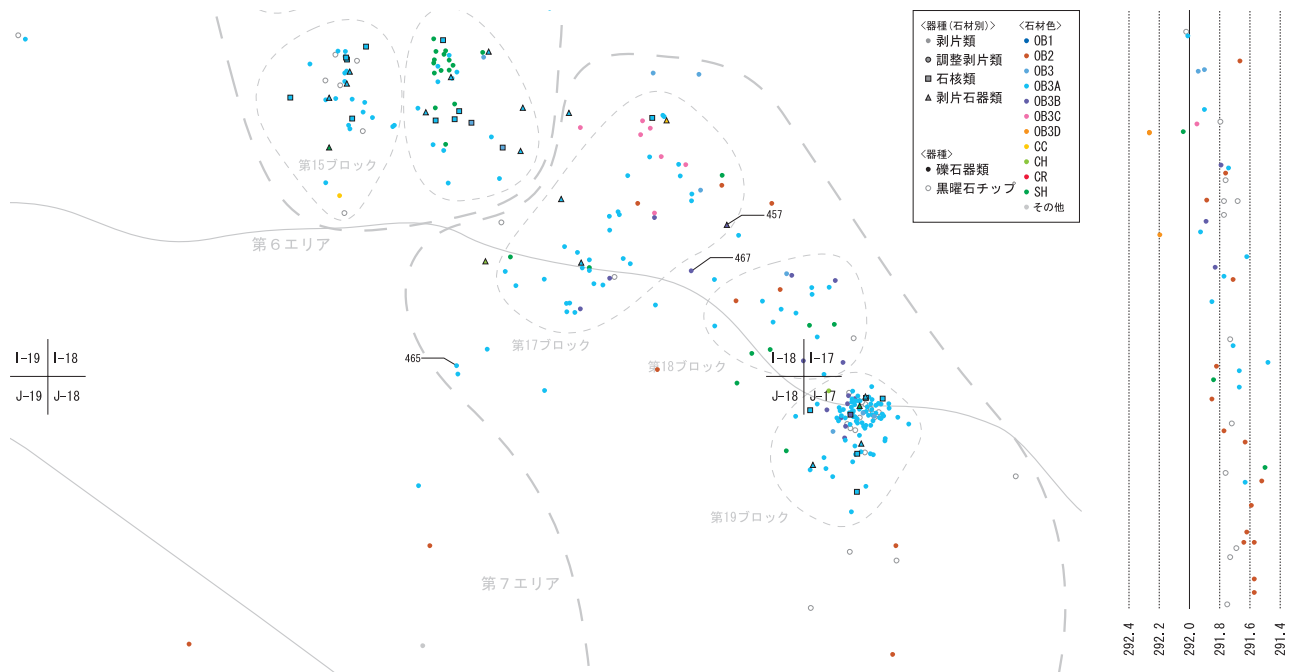 〈器種(石材別)〉
剥片類
調整剥片類
石核類
剥片石器類
〈器種〉
礫石器類
黒曜石チップ
〈石材色〉
OB1
OB2
OB3
OB3A
OB3B
OB3C
OB3D
CC
CH
CR
SH
その他
第15ブロック
第６エリア
457
467
第17ブロック
465
第18ブロック
I-19 I-18
J-19 J-18
I-18 I-17
J-18 J-17
第19ブロック
第７エリア
292.4
292.2
292.0
291.8
291.6
291.4